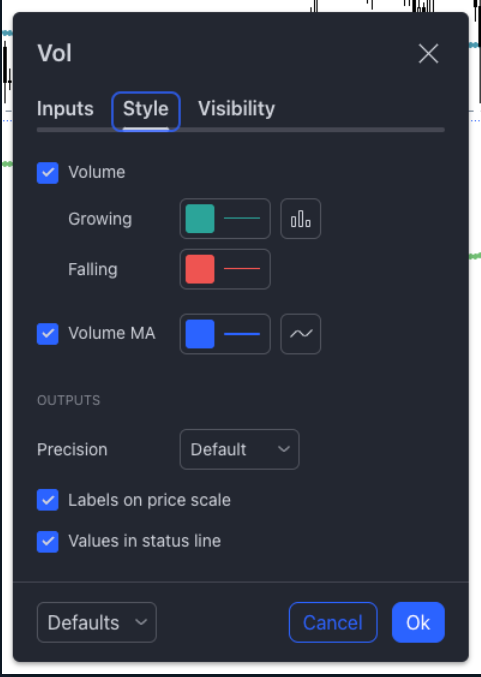 Vol
Inputs Style Visibility
Volume
Growing
Falling
Volume MA
OUTPUTS
Precision Default
Labels on price scale
Values in status line
Defaults Cancel Ok